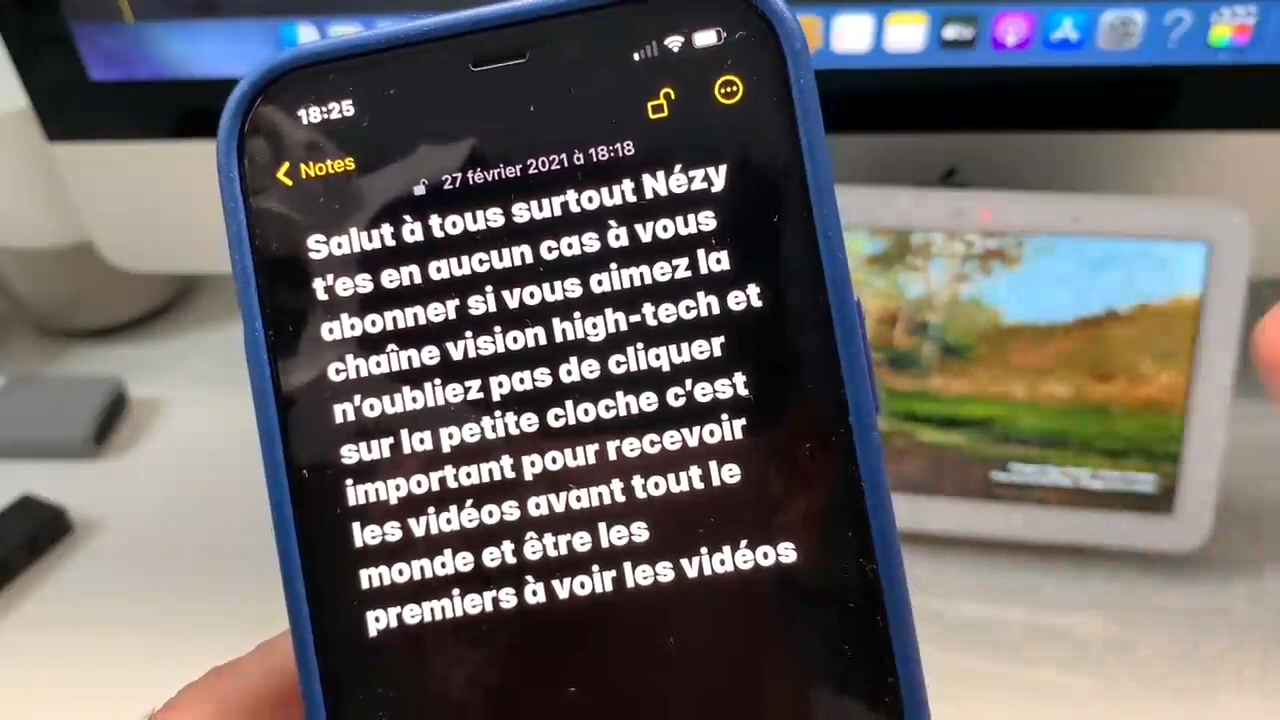 18:25
Notes
27 février 2021 à 18:18
Salut à tous surtout Nézy
t'es en aucun cas à vous
abonner si vous aimez la
chaîne vision high-tech et
n'oubliez pas de cliquer
sur la petite cloche c'est
important pour recevoir
les vidéos avant tout le
monde et être les
premiers à voir les vidéos